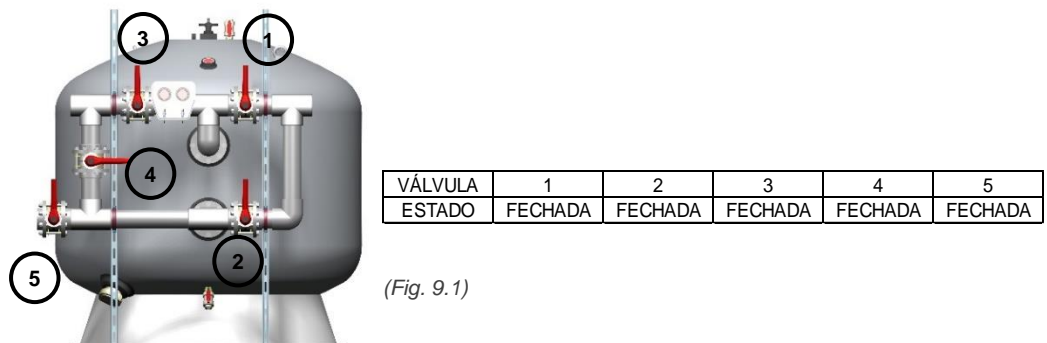 3
1
4
2
5
VÁLVULA 1 2 3 4 5
ESTADO FECHADA FECHADA FECHADA FECHADA FECHADA
(Fig. 9.1)